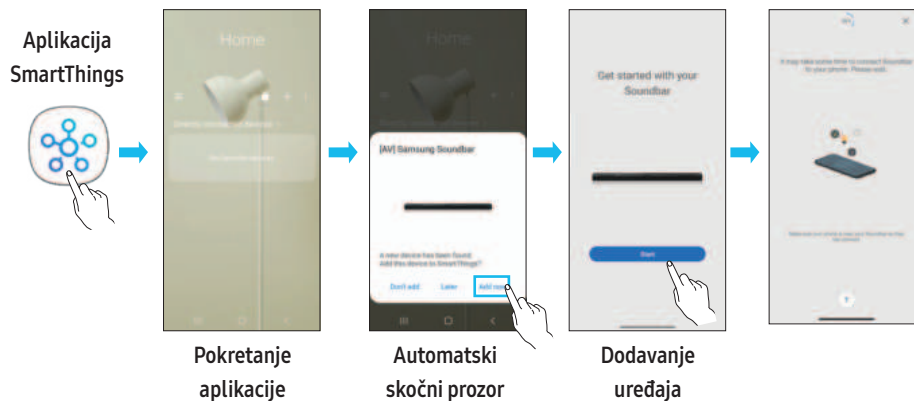 Aplikacija
SmartThings
Home
Pokretanje
aplikacije
Home
[AV] Samsung Soundbar
A new device has been found.
Add this device to SmartThings?
Don't add Later Add now
Automatski
skočni prozor
Get started with your
Soundbar
Start
Dodavanje
uređaja
It may take some time to connect Soundbar
to your phone. Please wait.
?